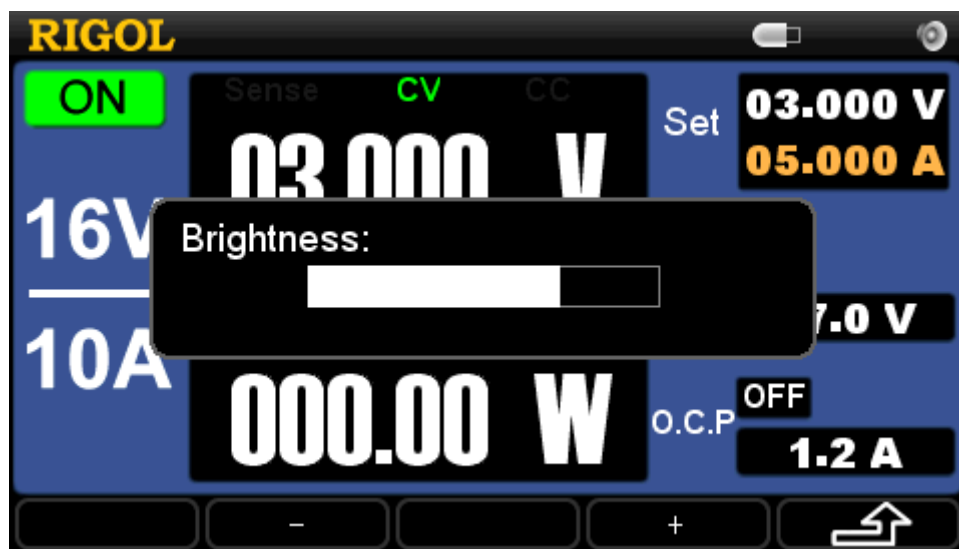 RIGOL
ON
Sense CV CC
03.000 V
Set
03.000 V
05.000 A
16V
10A
Brightness:
7.0 V
000.00 W
O.C.P
OFF
1.2 A
- +